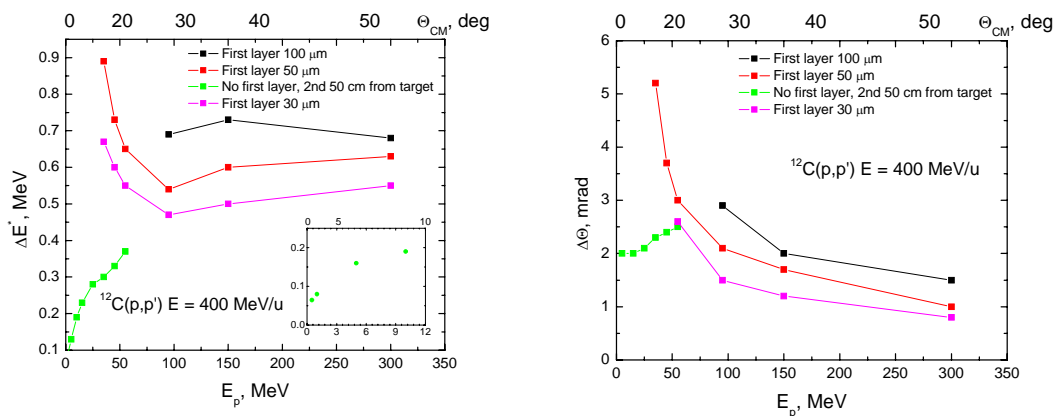 0 10 20 30 50 Θ_CM, deg
First layer 100 μm
First layer 50 μm
No first layer, 2nd 50 cm from target
First layer 30 μm
0.9
0.8
0.7
0.6
0.5
0.4
0.3
0.2
0.1
ΔE*, MeV
¹²C(p,p') E = 400 MeV/u
0 5 10
0.2
0.1
0.0
0 3 6 9 12
0 50 100 150 200 250 300 350
E_p, MeV
0 10 20 30 50 Θ_CM, deg
First layer 100 μm
First layer 50 μm
No first layer, 2nd 50 cm from target
First layer 30 μm
6
5
4
3
2
1
0
ΔΘ, mrad
¹²C(p,p') E = 400 MeV/u
0 50 100 150 200 250 300 350
E_p, MeV